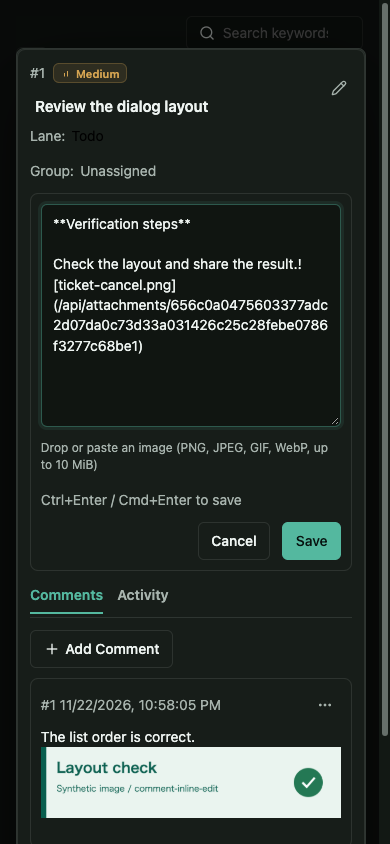 Search keywords
#1 Medium
Review the dialog layout
Lane: Todo
Group: Unassigned
**Verification steps**
Check the layout and share the result.!
[ticket-cancel.png]
(/api/attachments/656c0a0475603377adc
2d07da0c73d33a031426c25c28febe0786
f3277c68be1)
Drop or paste an image (PNG, JPEG, GIF, WebP, up
to 10 MiB)
Ctrl+Enter / Cmd+Enter to save
Cancel Save
Comments Activity
+ Add Comment
#1 11/22/2026, 10:58:05 PM ···
The list order is correct.
Layout check
Synthetic image / comment-inline-edit